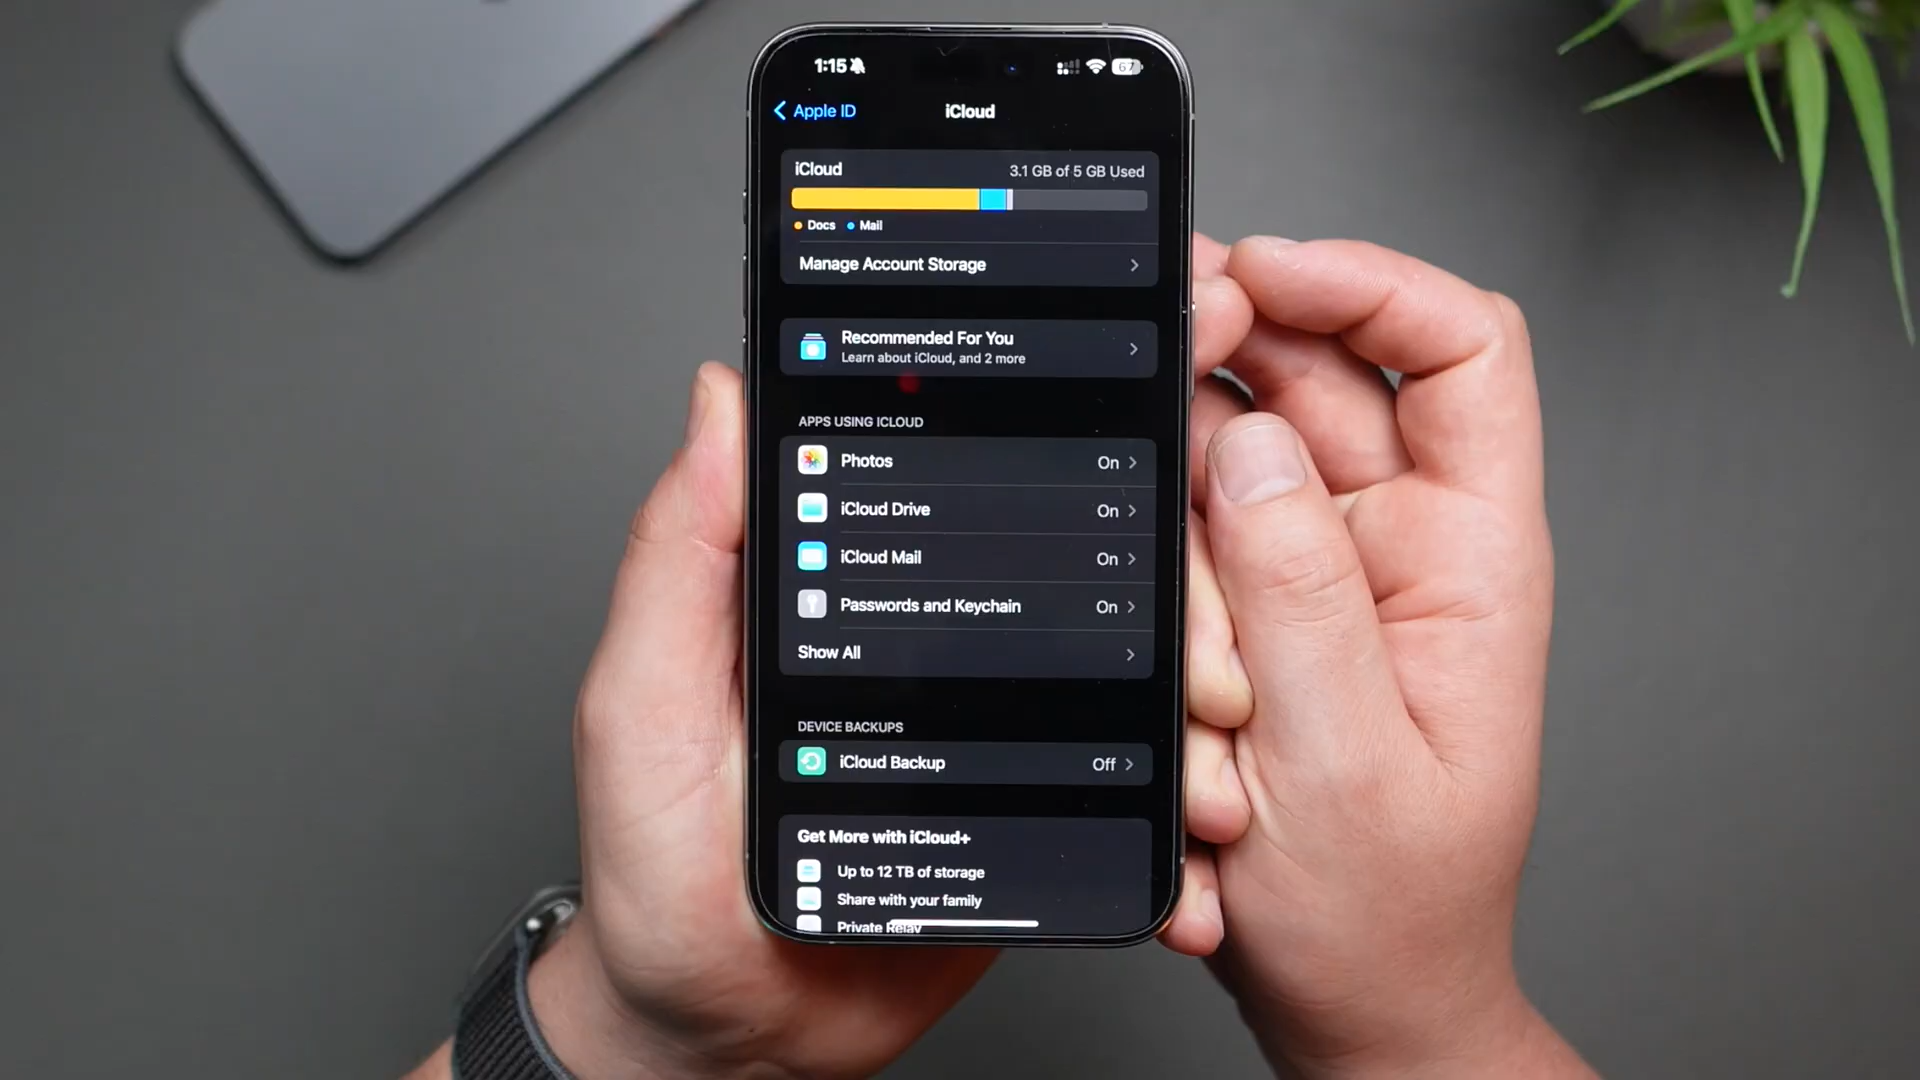 1:15
67
Apple ID
iCloud
iCloud
3.1 GB of 5 GB Used
Docs
Mail
Manage Account Storage
Recommended For You
Learn about iCloud, and 2 more
APPS USING ICLOUD
Photos
On
iCloud Drive
On
iCloud Mail
On
Passwords and Keychain
On
Show All
DEVICE BACKUPS
iCloud Backup
Off
Get More with iCloud+
Up to 12 TB of storage
Share with your family
Private Relay